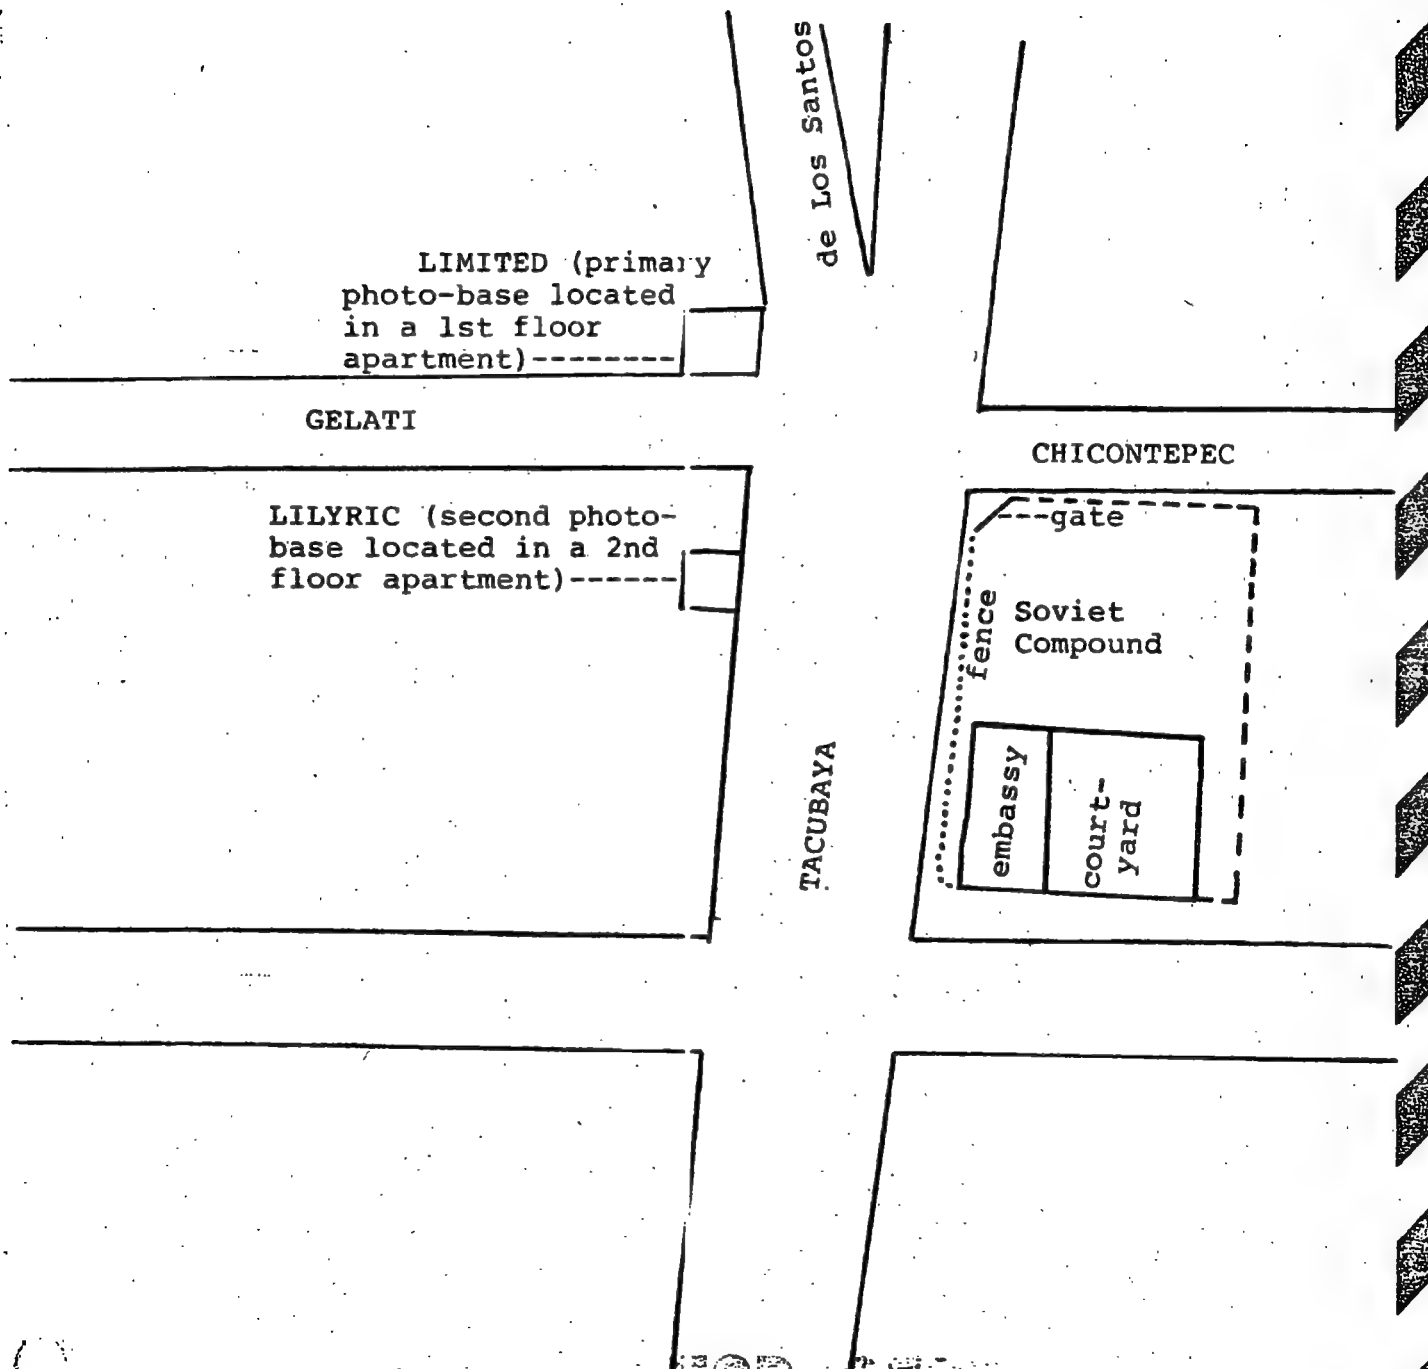 de Los Santos
LIMITED (primary
photo-base located
in a 1st floor
apartment)--------
GELATI
CHICONTEPEC
LILYRIC (second photo-
base located in a 2nd
floor apartment)------
---gate
fence
Soviet
Compound
TACUBAYA
embassy
court-
yard